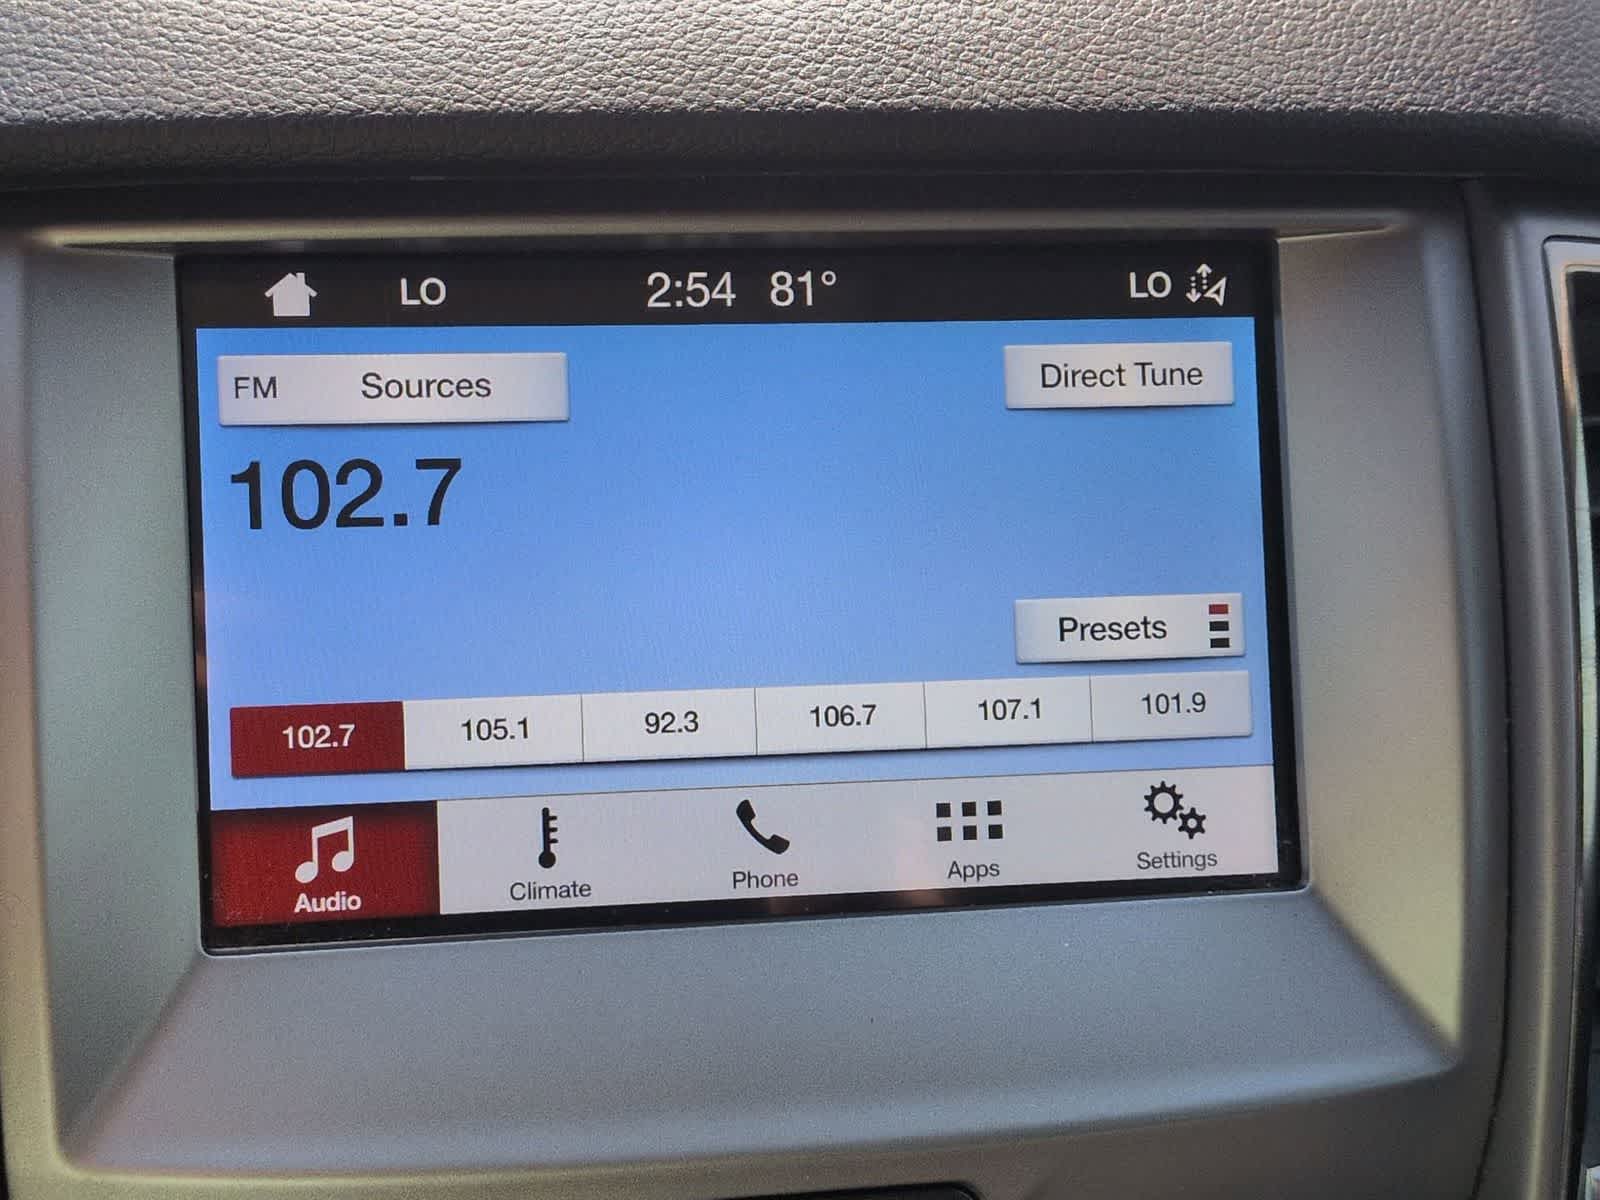 LO 2:54 81° LO
FM Sources Direct Tune
102.7
Presets
102.7 105.1 92.3 106.7 107.1 101.9
Audio Climate Phone Apps Settings